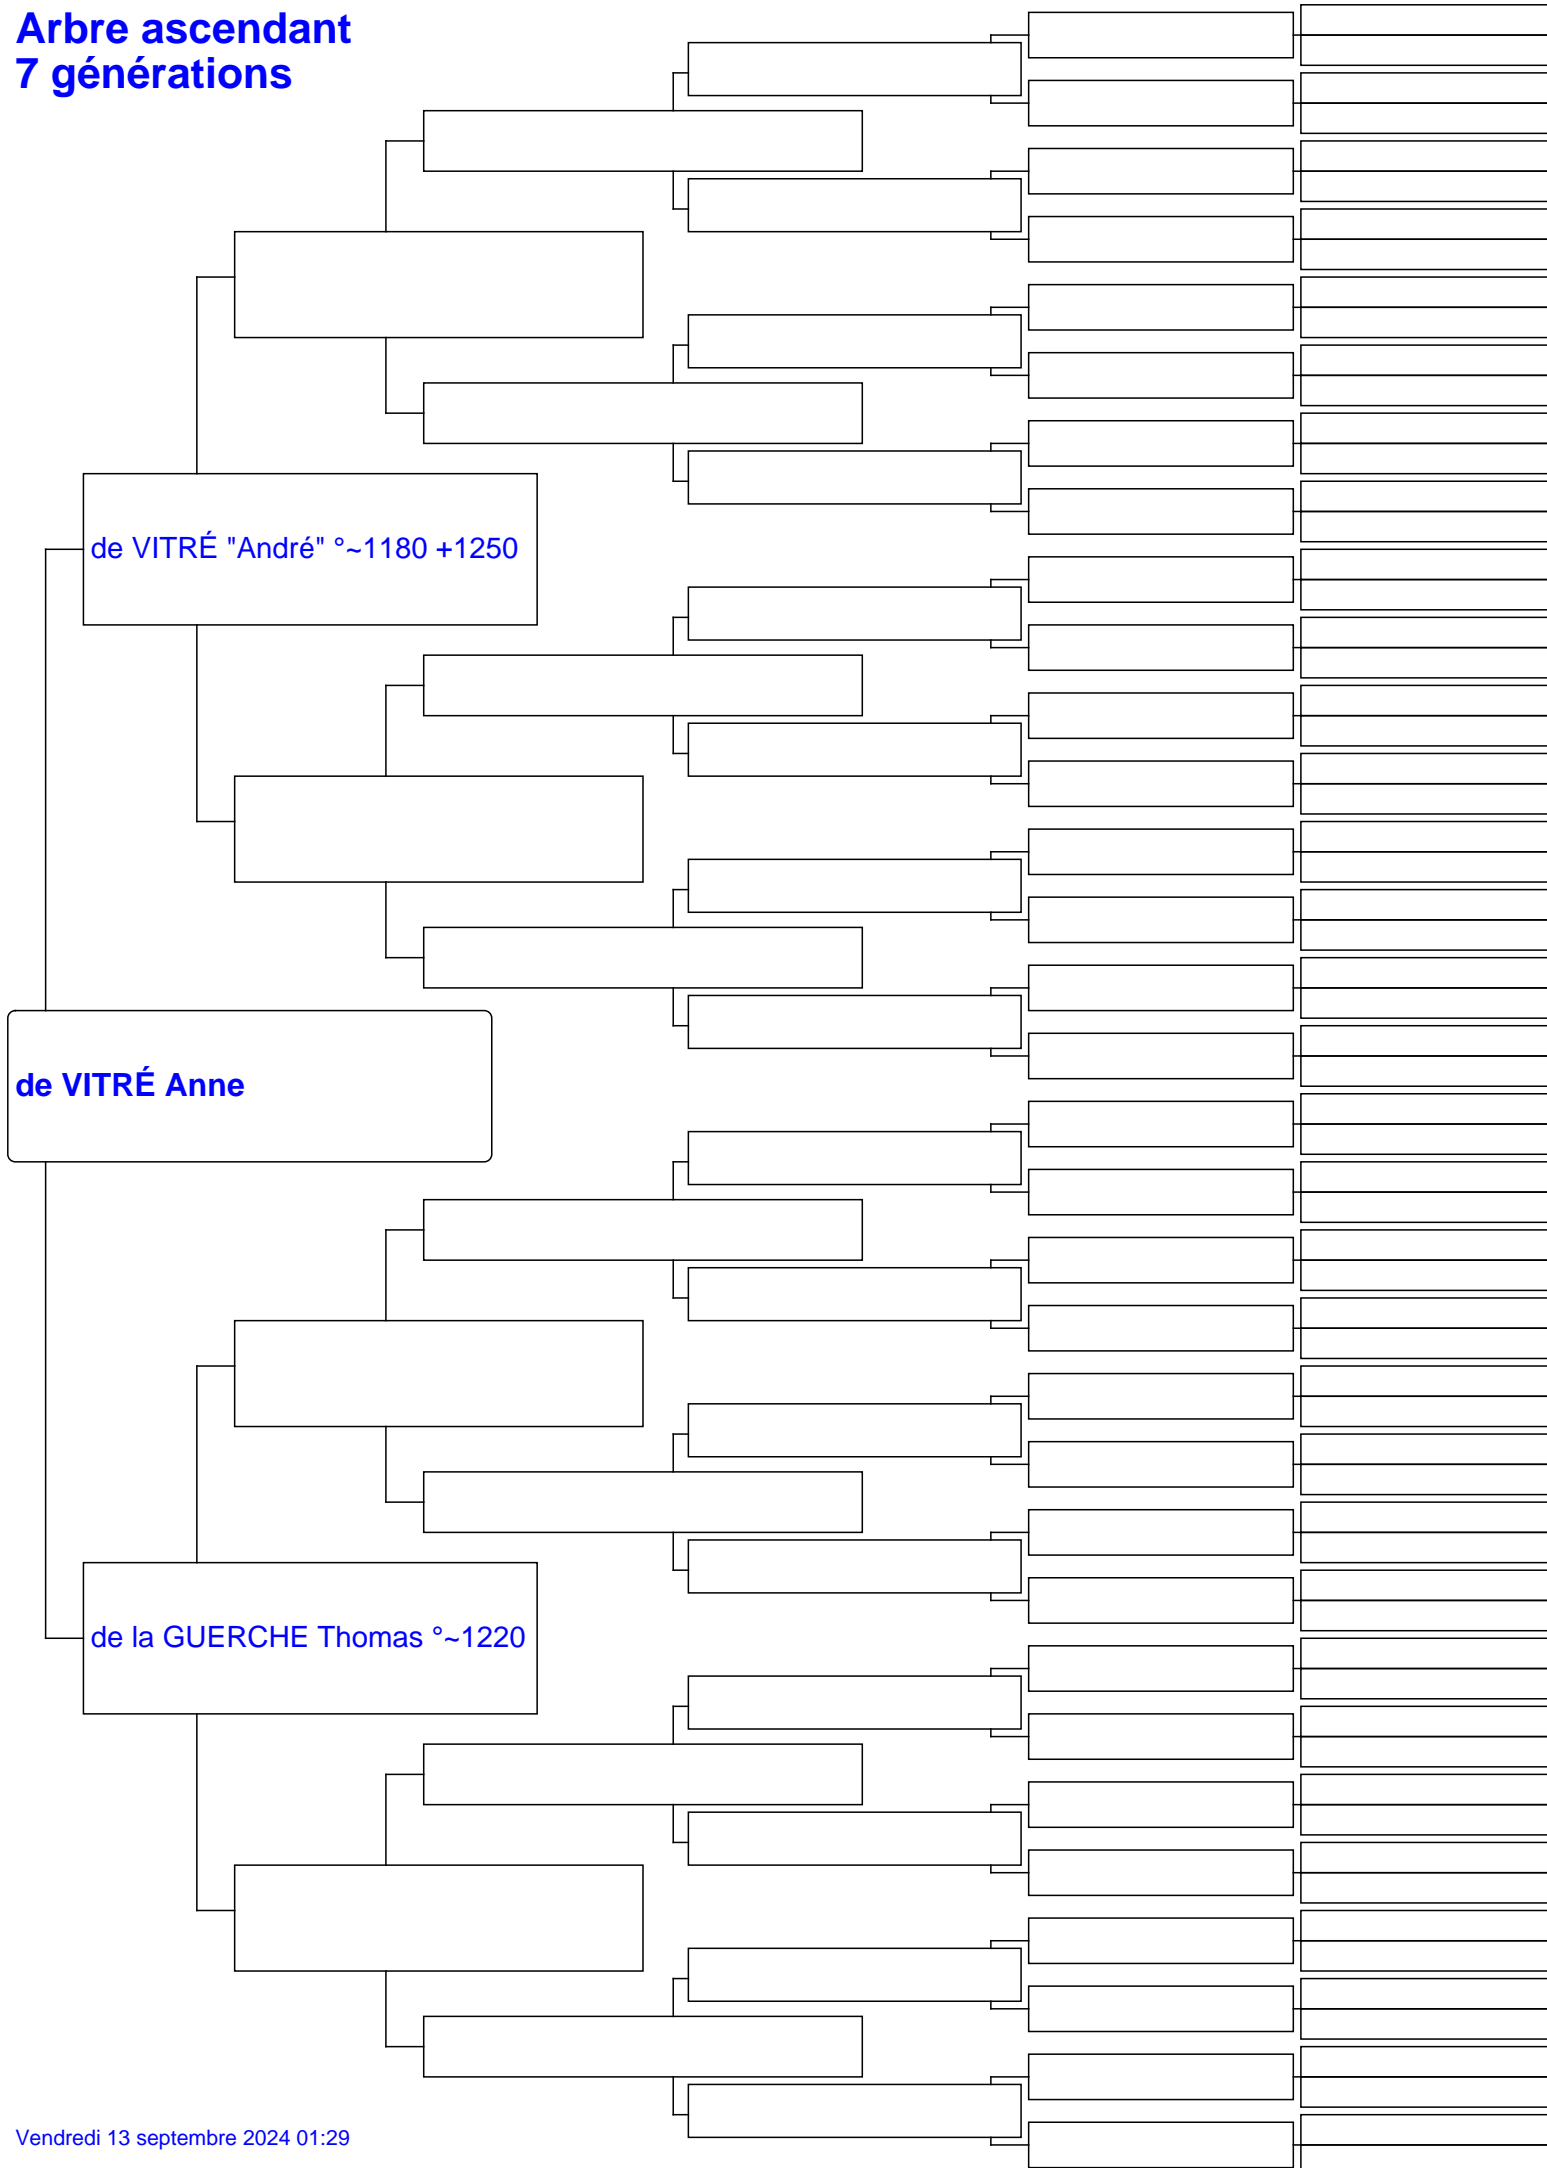 Arbre ascendant
7 générations
de VITRÉ "André" °~1180 +1250
de VITRÉ Anne
de la GUERCHE Thomas °~1220
Vendredi 13 septembre 2024 01:29